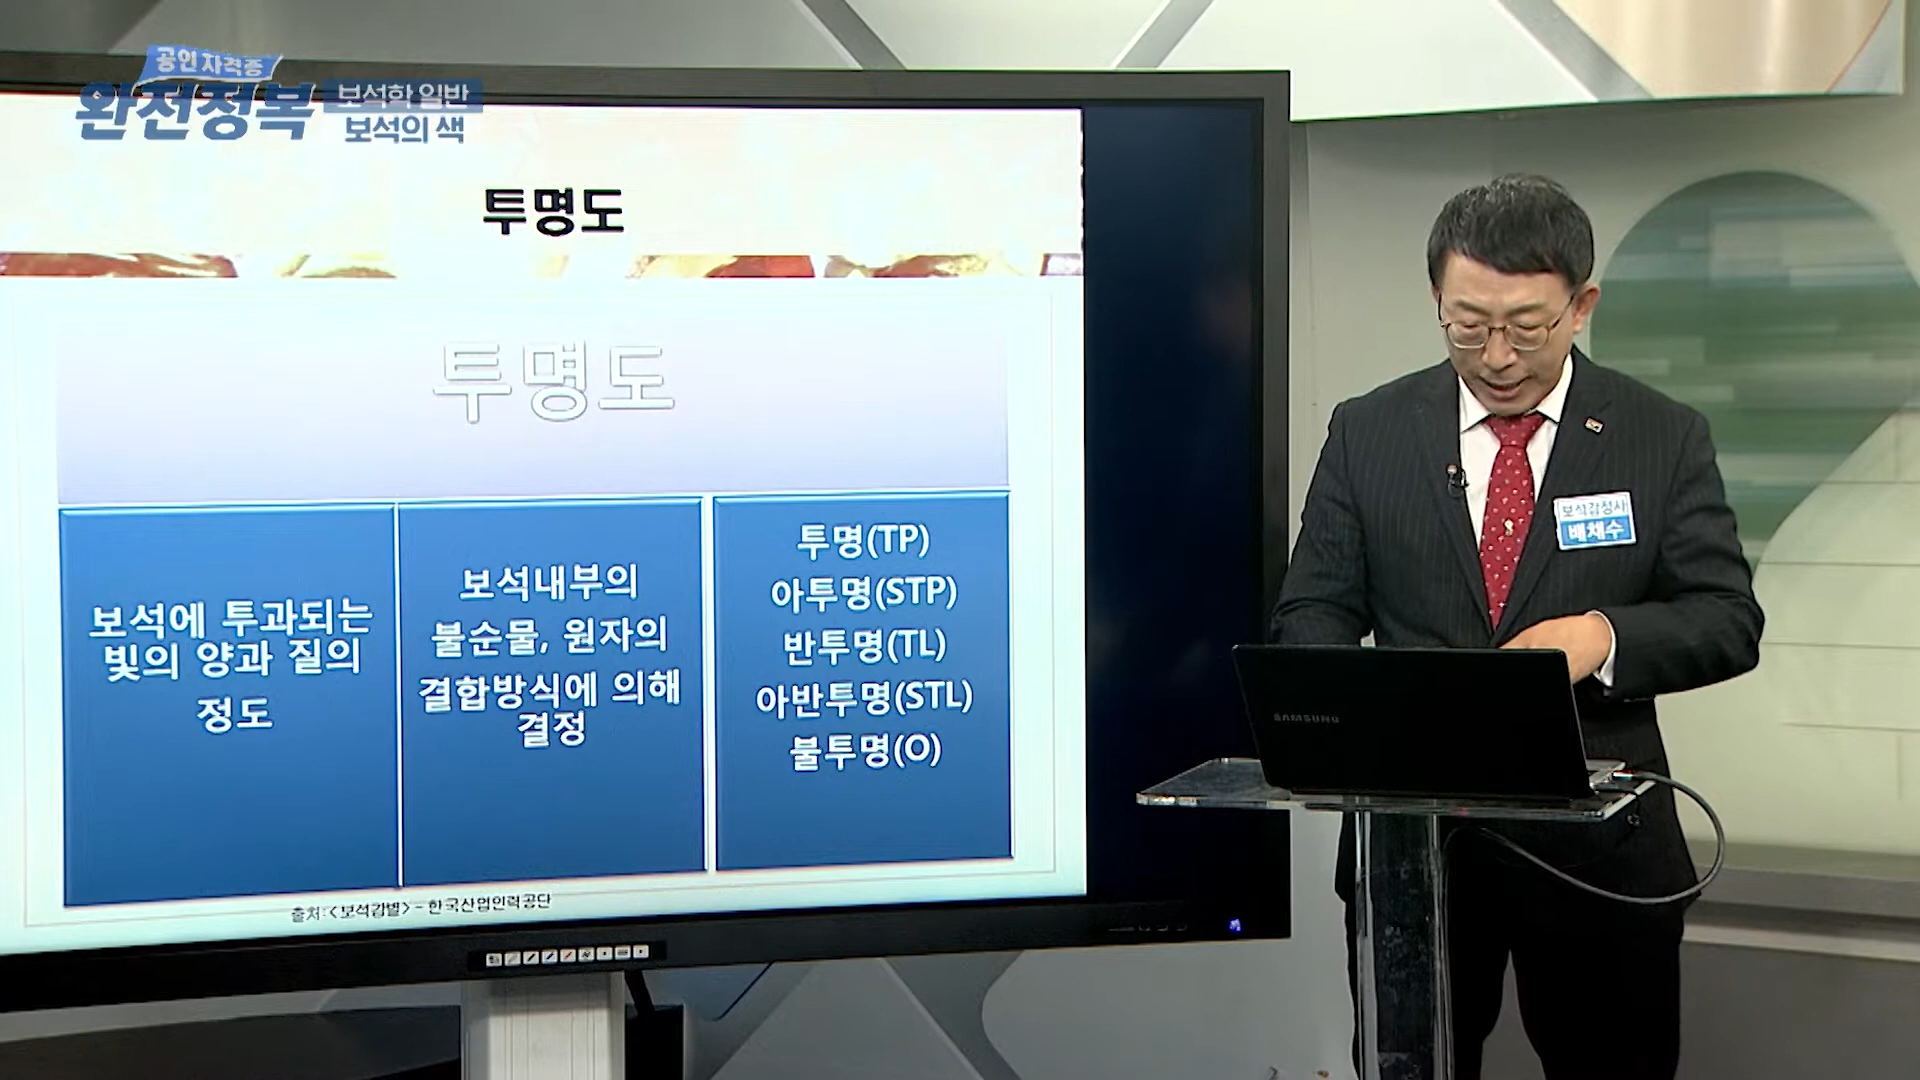 공인 자격증
완전정복
보석학 일반
보석의 색
투명도
투명도
보석에 투과되는
빛의 양과 질의
정도
보석내부의
불순물, 원자의
결합방식에 의해
결정
투명(TP)
아투명(STP)
반투명(TL)
아반투명(STL)
불투명(O)
출처:<보석감별> - 한국산업인력공단
보석감정사
배채수
SAMSUNG